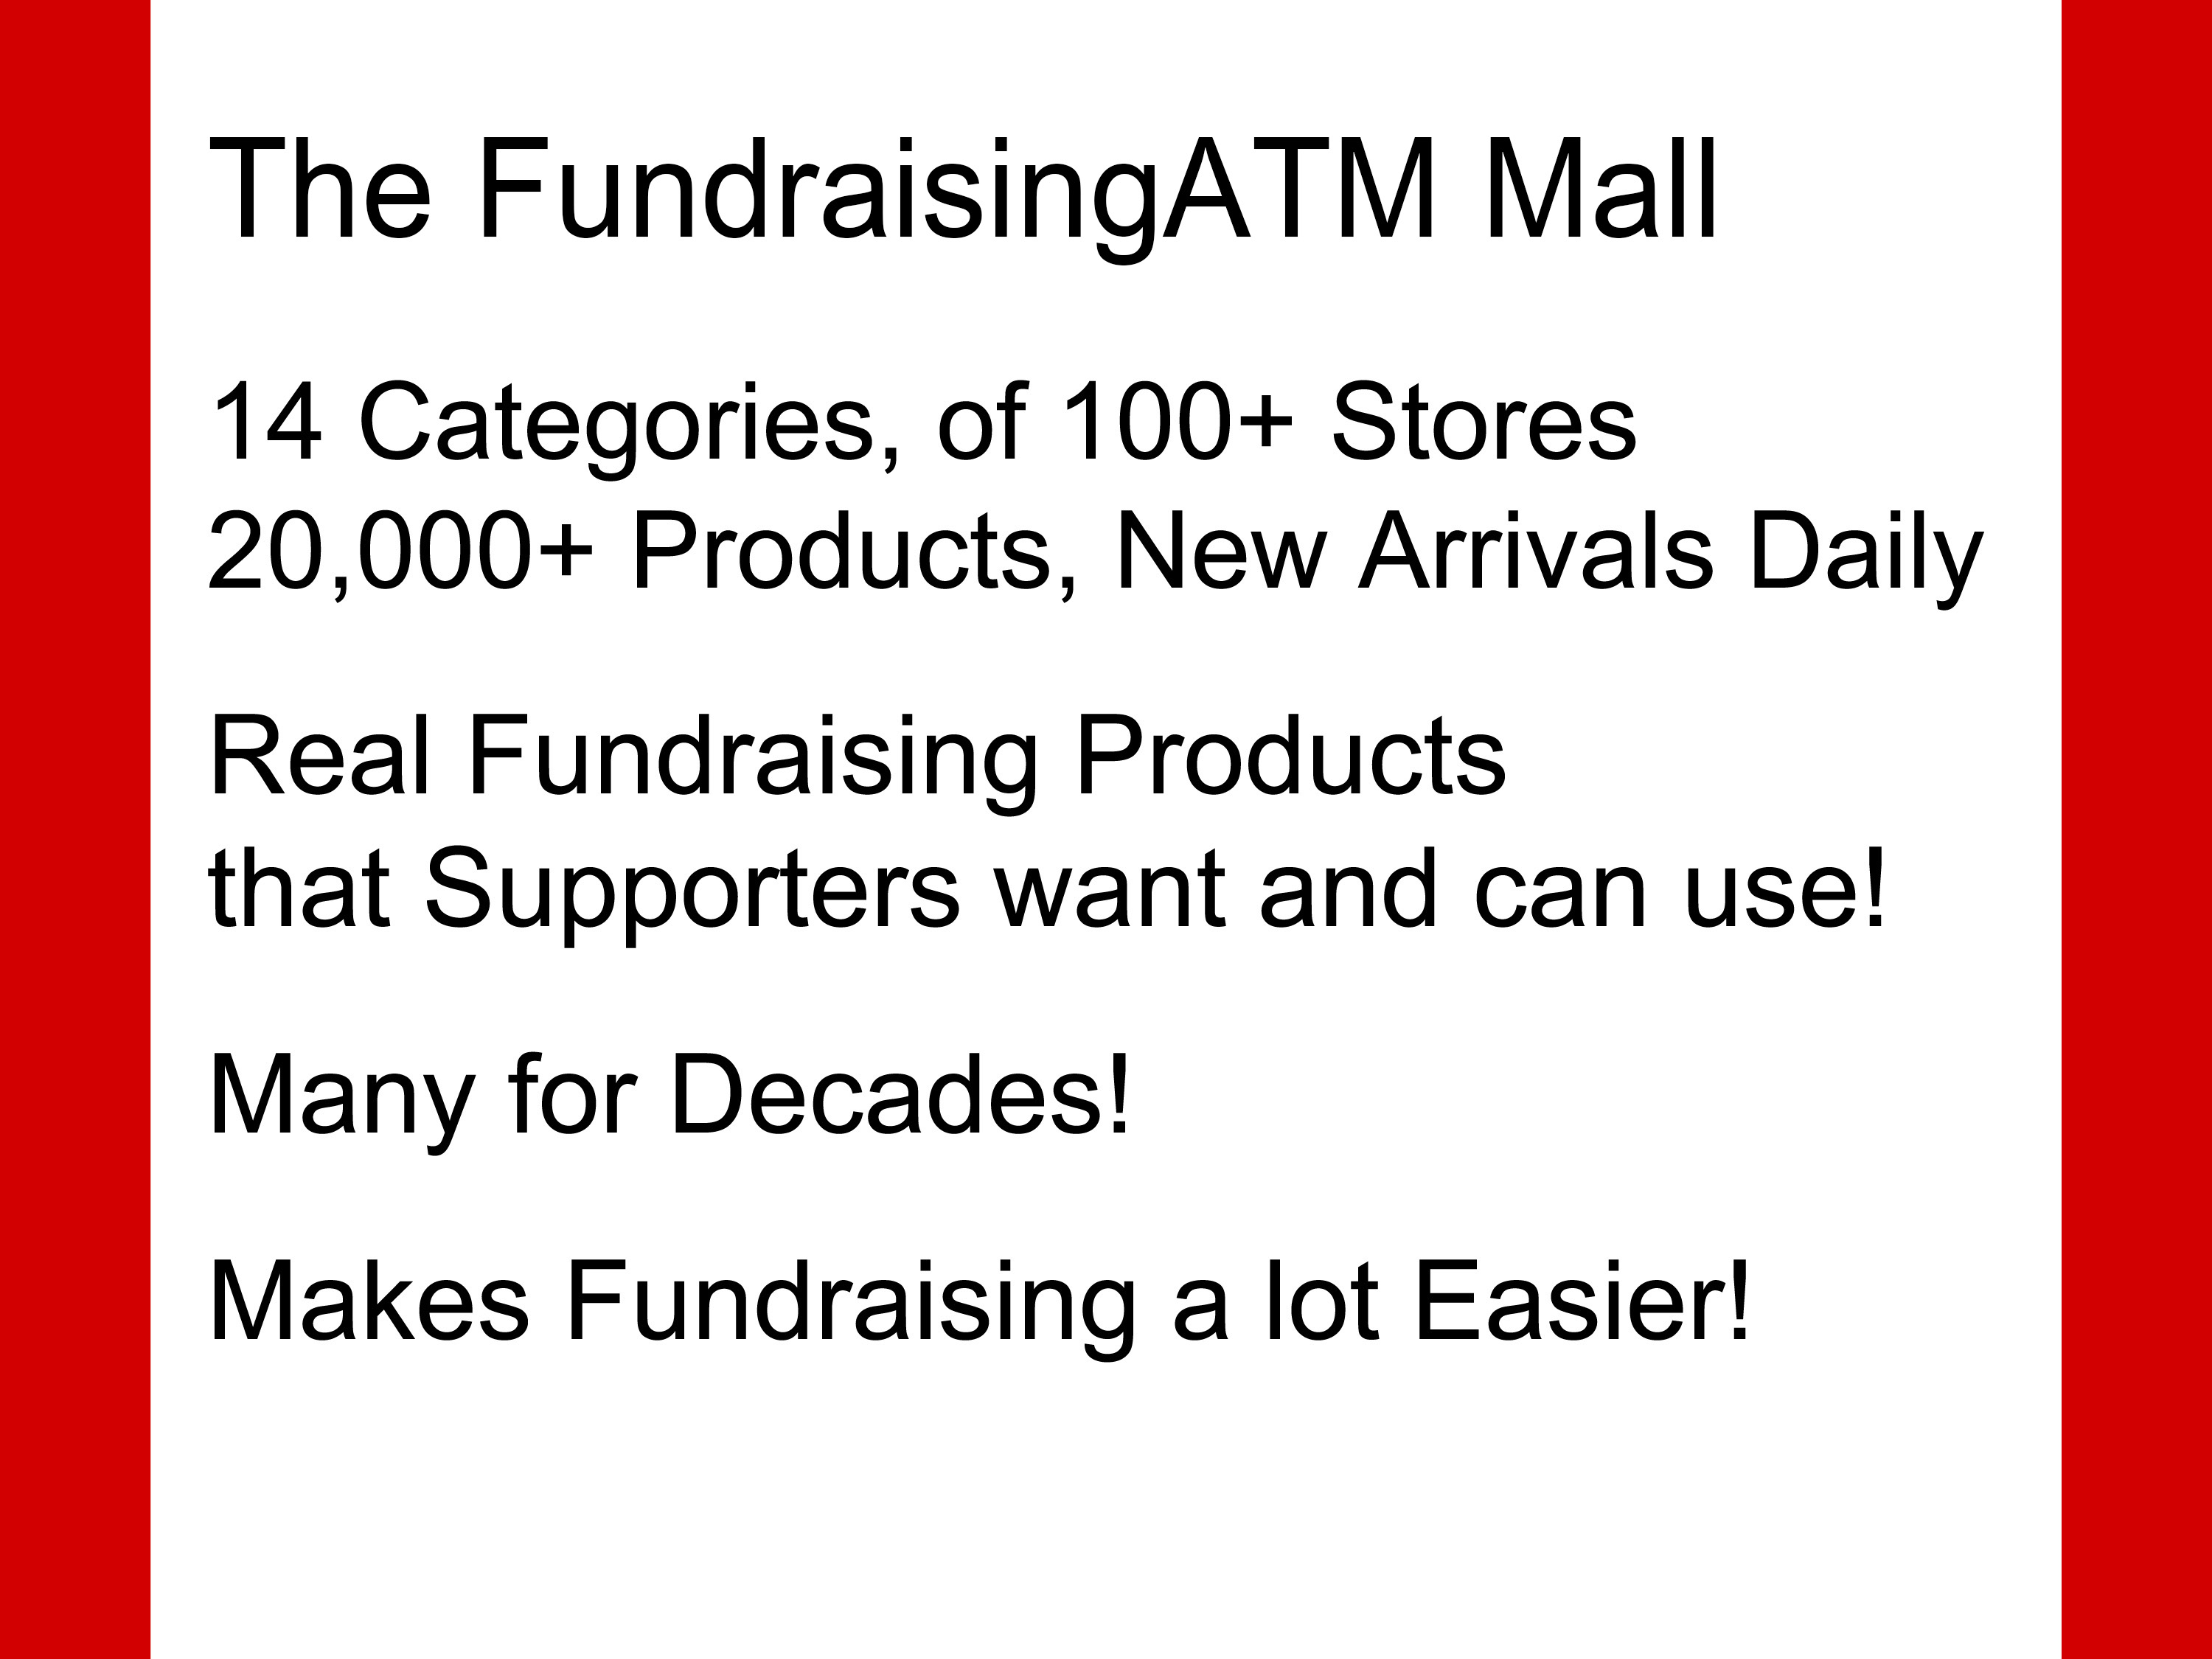 The FundraisingATM Mall
14 Categories, of 100+ Stores
20,000+ Products, New Arrivals Daily
Real Fundraising Products
that Supporters want and can use!
Many for Decades!
Makes Fundraising a lot Easier!